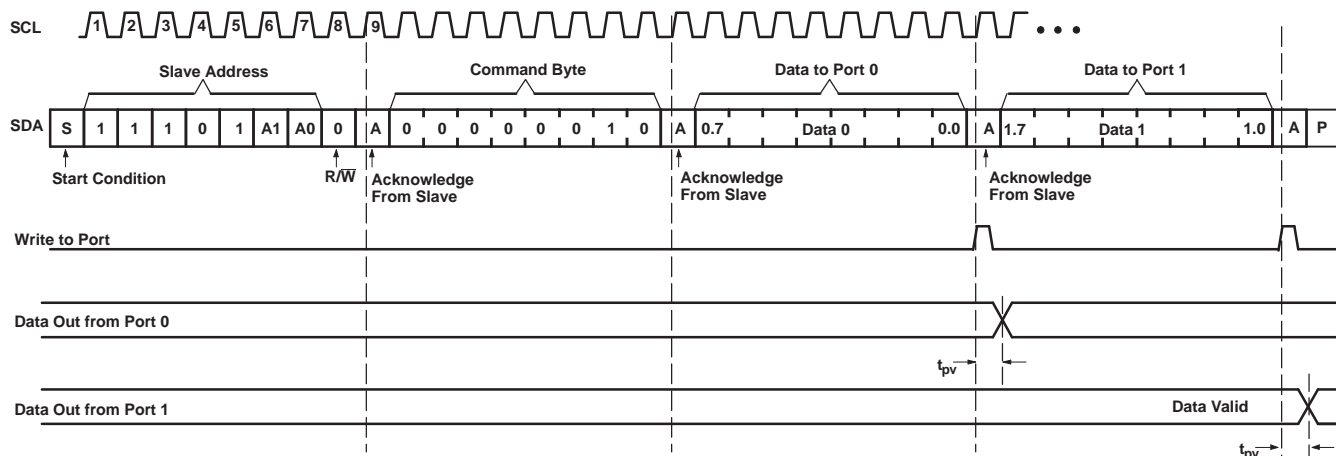 SCL 1 2 3 4 5 6 7 8 9 • • •
Slave Address Command Byte Data to Port 0 Data to Port 1
SDA S 1 1 1 0 1 A1 A0 0 A 0 0 0 0 0 0 1 0 A 0.7 Data 0 0.0 A 1.7 Data 1 1.0 A P
Start Condition R/W̅ Acknowledge From Slave Acknowledge From Slave Acknowledge From Slave
Write to Port
Data Out from Port 0
tpv
Data Out from Port 1 Data Valid
tpv